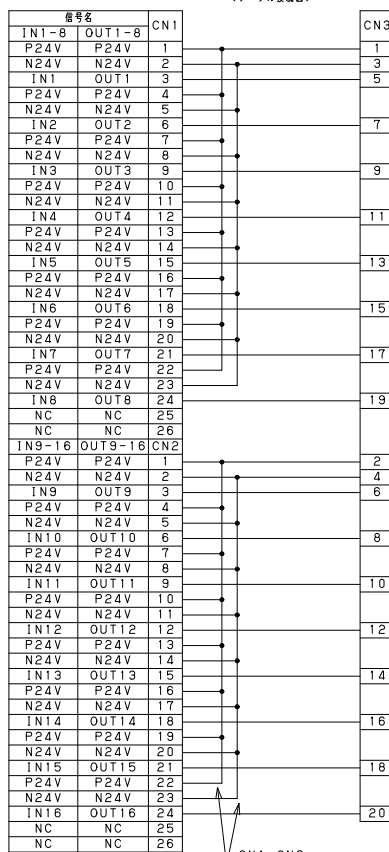 信号名 CN1 CN3
IN1-8 OUT1-8
P24V P24V 1 1
N24V N24V 2 3
IN1 OUT1 3 5
P24V P24V 4
N24V N24V 5
IN2 OUT2 6 7
P24V P24V 7
N24V N24V 8
IN3 OUT3 9 9
P24V P24V 10
N24V N24V 11
IN4 OUT4 12 11
P24V P24V 13
N24V N24V 14
IN5 OUT5 15 13
P24V P24V 16
N24V N24V 17
IN6 OUT6 18 15
P24V P24V 19
N24V N24V 20
IN7 OUT7 21 17
P24V P24V 22
N24V N24V 23
IN8 OUT8 24 19
NC NC 25
NC NC 26
IN9-16 OUT9-16 CN2
P24V P24V 1 2
N24V N24V 2 4
IN9 OUT9 3 6
P24V P24V 4
N24V N24V 5
IN10 OUT10 6 8
P24V P24V 7
N24V N24V 8
IN11 OUT11 9 10
P24V P24V 10
N24V N24V 11
IN12 OUT12 12 12
P24V P24V 13
N24V N24V 14
IN13 OUT13 15 14
P24V P24V 16
N24V N24V 17
IN14 OUT14 18 16
P24V P24V 19
N24V N24V 20
IN15 OUT15 21 18
P24V P24V 22
N24V N24V 23
IN16 OUT16 24 20
NC NC 25
NC NC 26